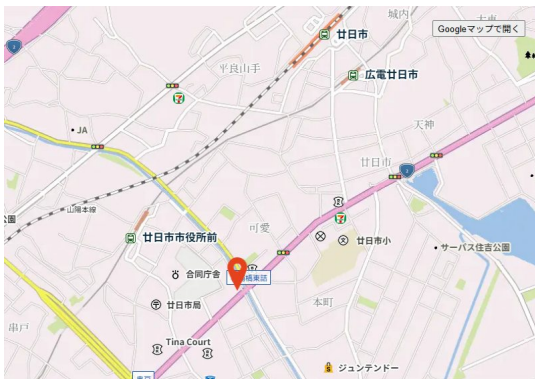 城内
Googleマップで開く
廿日市
平良山手
広電廿日市
天神
JA
廿日市
2
公園
山陽本線
可愛
廿日市市役所前
廿日市小
サーパス住吉公園
合同庁舎
橋東詰
廿日市局
本町
串戸
Tina Court
ジュンテンドー